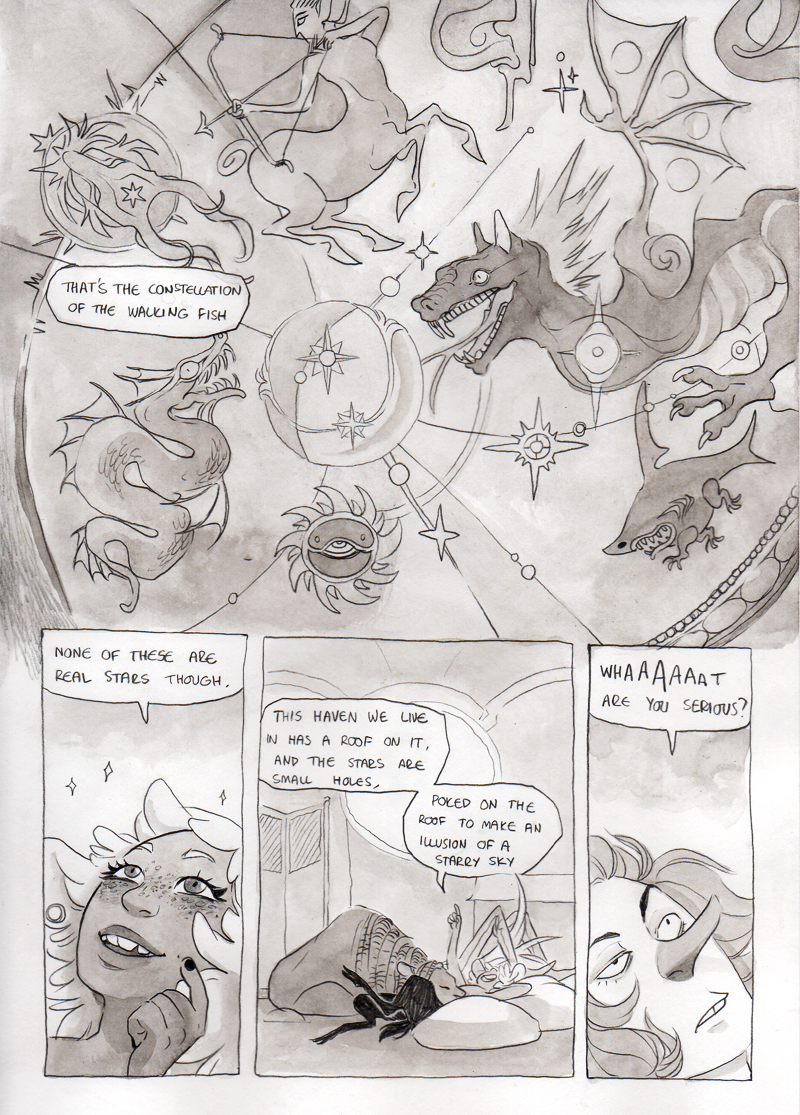 THAT'S THE CONSTELLATION
OF THE WALKING FISH
NONE OF THESE ARE
REAL STARS THOUGH.
THIS HAVEN WE LIVE
IN HAS A ROOF ON IT,
AND THE STARS ARE
SMALL HOLES,
POKED ON THE
ROOF TO MAKE AN
ILLUSION OF A
STARRY SKY
WHAAAAAAT
ARE YOU SERIOUS?